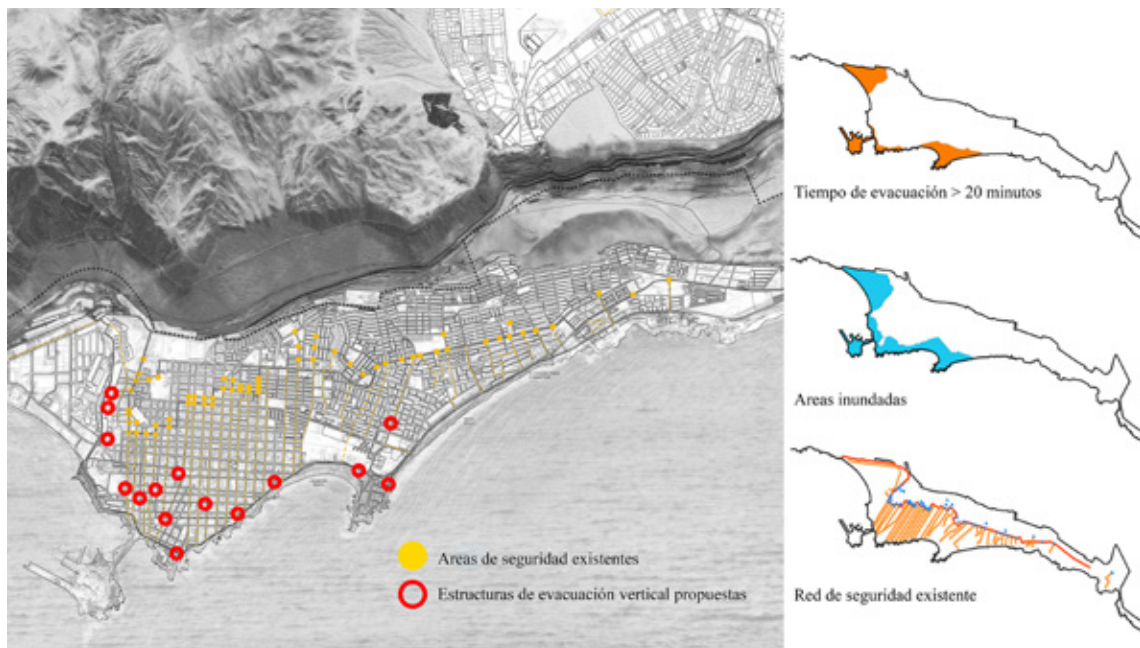 Areas de seguridad existentes
Estructuras de evacuación vertical propuestas
Tiempo de evacuación > 20 minutos
Areas inundadas
Red de seguridad existente